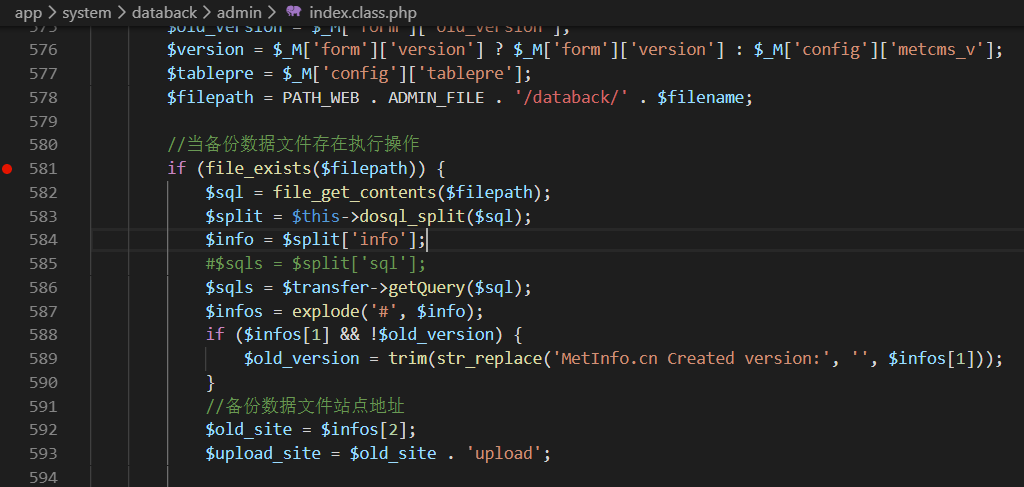 app > system > databack > admin > index.class.php
575 $old_version = $_M['form']['old_version'];
576 $version = $_M['form']['version'] ? $_M['form']['version'] : $_M['config']['metcms_v'];
577 $tablepre = $_M['config']['tablepre'];
578 $filepath = PATH_WEB . ADMIN_FILE . '/databack/' . $filename;
579
580 //当备份数据文件存在执行操作
581 if (file_exists($filepath)) {
582 $sql = file_get_contents($filepath);
583 $split = $this->dosql_split($sql);
584 $info = $split['info'];
585 #$sqls = $split['sql'];
586 $sqls = $transfer->getQuery($sql);
587 $infos = explode('#', $info);
588 if ($infos[1] && !$old_version) {
589 $old_version = trim(str_replace('MetInfo.cn Created version:', '', $infos[1]));
590 }
591 //备份数据文件站点地址
592 $old_site = $infos[2];
593 $upload_site = $old_site . 'upload';
594